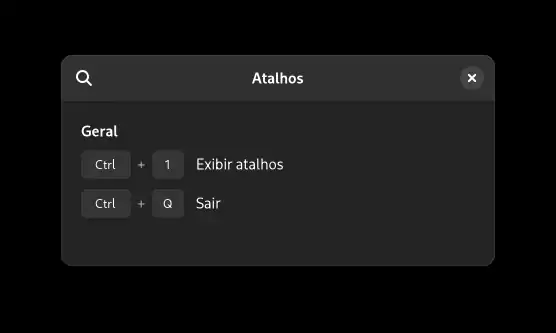 Atalhos
Geral
Ctrl + 1 Exibir atalhos
Ctrl + Q Sair